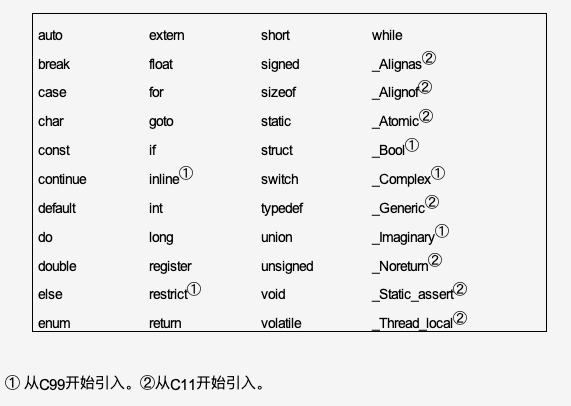 auto extern short while
break float signed _Alignas②
case for sizeof _Alignof②
char goto static _Atomic②
const if struct _Bool①
continue inline① switch _Complex①
default int typedef _Generic②
do long union _Imaginary①
double register unsigned _Noreturn②
else restrict① void _Static_assert②
enum return volatile _Thread_local②
① 从C99开始引入。②从C11开始引入。